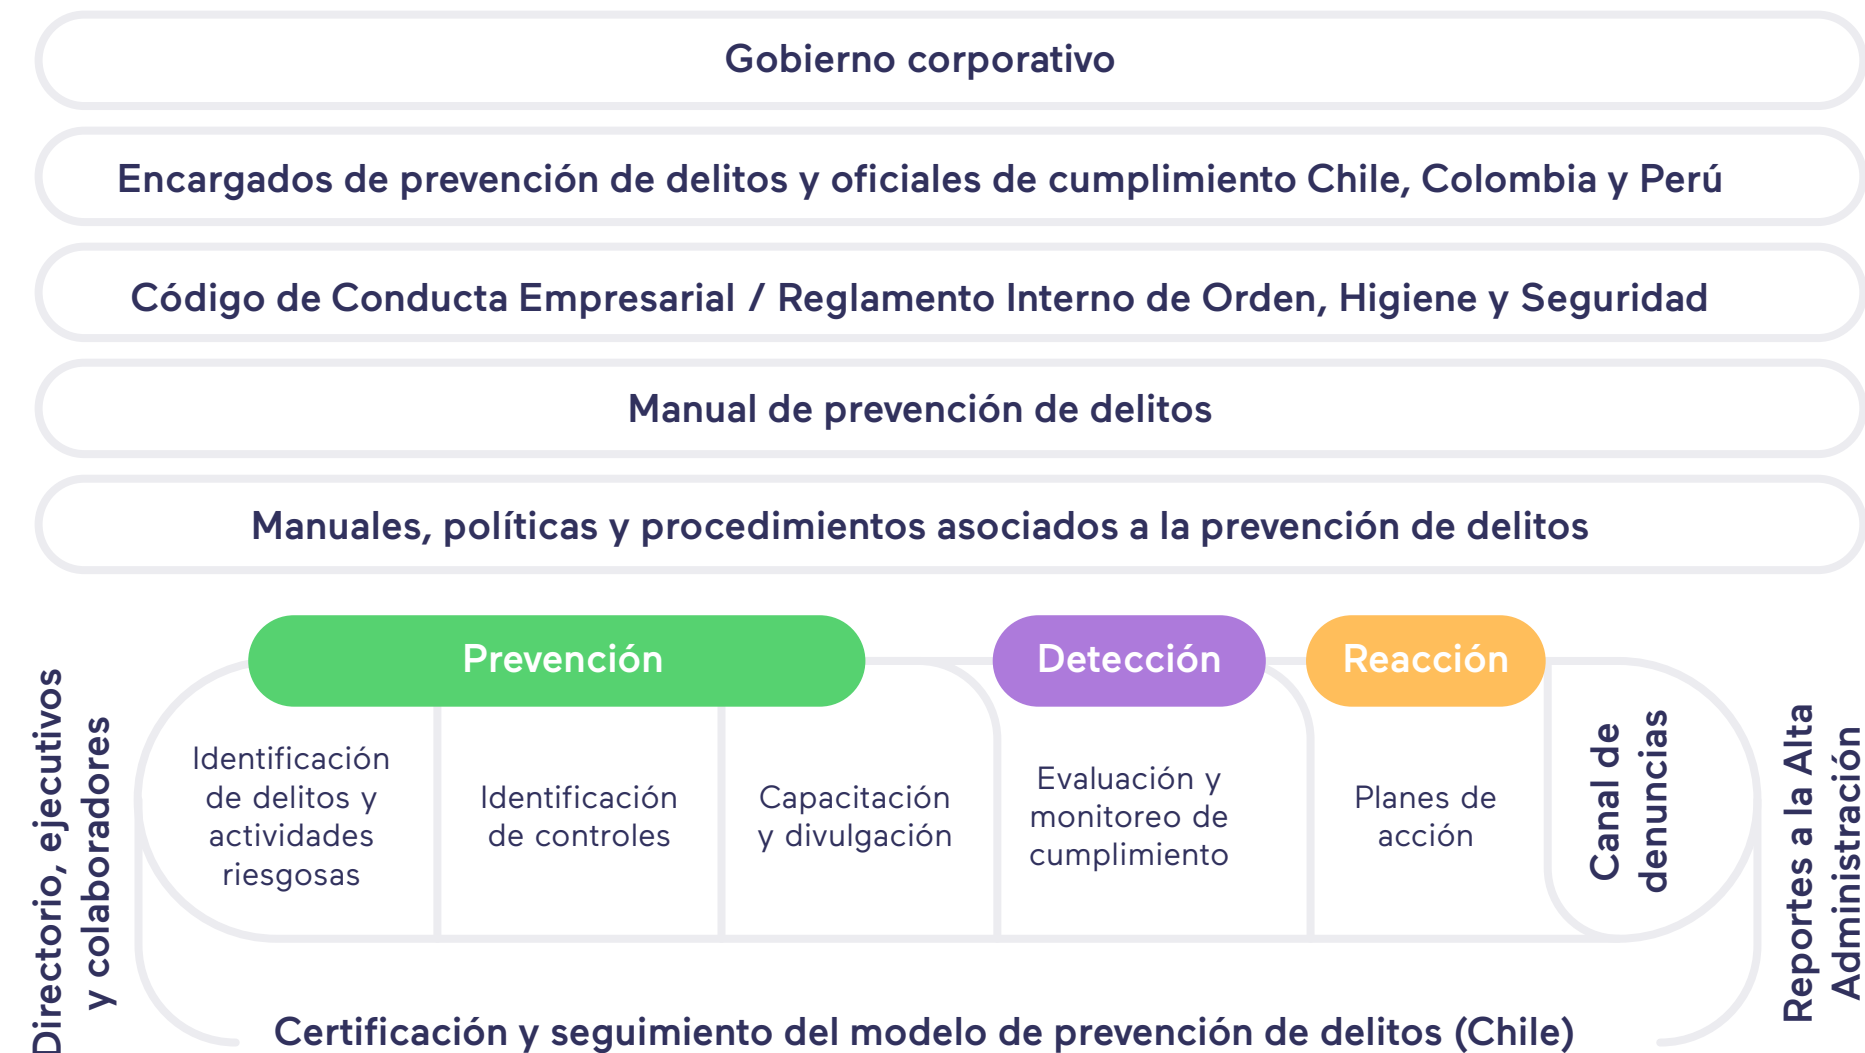 Gobierno corporativo
Encargados de prevención de delitos y oficiales de cumplimiento Chile, Colombia y Perú
Código de Conducta Empresarial / Reglamento Interno de Orden, Higiene y Seguridad
Manual de prevención de delitos
Manuales, políticas y procedimientos asociados a la prevención de delitos
Directorio, ejecutivos
y colaboradores
Prevención
Identificación
de delitos y
actividades
riesgosas
Identificación
de controles
Capacitación
y divulgación
Detección
Evaluación y
monitoreo de
cumplimiento
Reacción
Planes de
acción
Canal de
denuncias
Reportes a la Alta
Administración
Certificación y seguimiento del modelo de prevención de delitos (Chile)